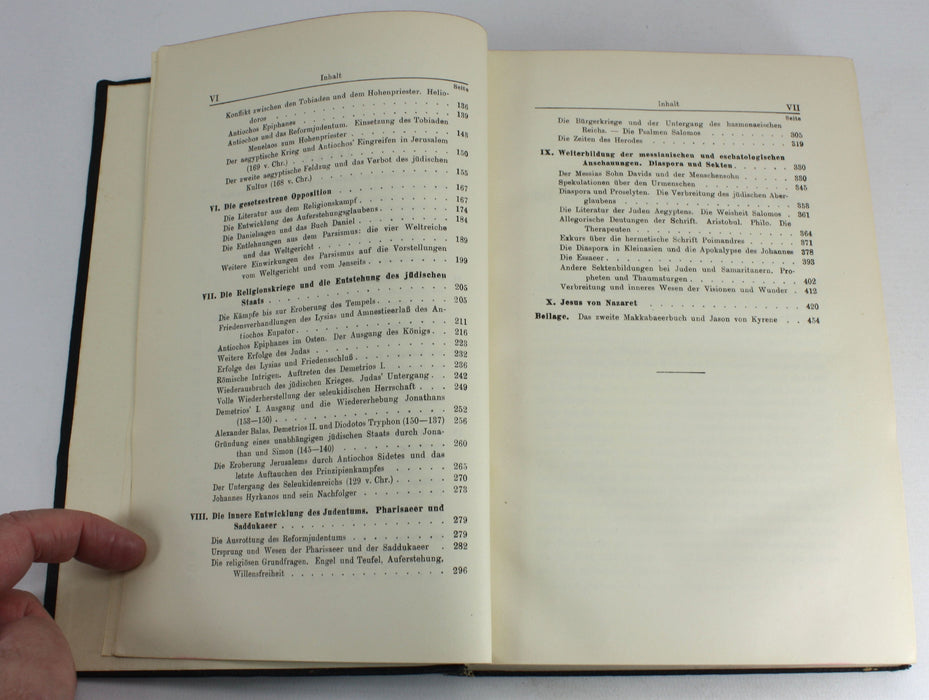 VI
Inhalt
Seite
Konflikt zwischen den Tobiaden und dem Hohenpriester. Helio-
doros . . . . 136
Antiochos Epiphanes . . . . 139
Antiochos und das Reformjudentum. Einsetzung des Tobiaden
Menelaos zum Hohenpriester . . . . 143
Der aegyptische Krieg und Antiochos' Eingreifen in Jerusalem
(169 v. Chr.) . . . . 150
Der zweite aegyptische Feldzug und das Verbot des jüdischen
Kultus (168 v. Chr.) . . . . 155
VI. Die gesetzestreue Opposition . . . . 167
Die Literatur aus dem Religionskampf . . . . 167
Die Entwicklung des Auferstehungsglaubens . . . . 174
Die Danielsagen und das Buch Daniel . . . . 184
Die Entlehnungen aus dem Parsismus: die vier Weltreiche
und das Weltgericht . . . . 189
Weitere Einwirkungen des Parsismus auf die Vorstellungen
vom Weltgericht und vom Jenseits . . . . 199
VII. Die Religionskriege und die Entstehung des jüdischen
Staats . . . . 205
Die Kämpfe bis zur Eroberung des Tempels . . . . 205
Friedensverhandlungen des Lysias und Amnestieerlaß des An-
tiochos Eupator . . . . 211
Antiochos Epiphanes im Osten. Der Ausgang des Königs . . 216
Weitere Erfolge des Judas . . . . 223
Erfolge des Lysias und Friedensschluß . . . . 232
Römische Intrigen. Auftreten des Demetrios I. . . . . 236
Wiederausbruch des jüdischen Krieges. Judas' Untergang . . 242
Volle Wiederherstellung der seleukidischen Herrschaft . . . 249
Demetrios' I. Ausgang und die Wiedererhebung Jonathans
(153—150) . . . . 252
Alexander Balas, Demetrios II. und Diodotos Tryphon (150—137) 256
Gründung eines unabhängigen jüdischen Staats durch Jona-
than und Simon (145—140) . . . . 260
Die Eroberung Jerusalems durch Antiochos Sidetes und das
letzte Auftauchen des Prinzipienkampfes . . . . 265
Der Untergang des Seleukidenreichs (129 v. Chr.) . . . . 270
Johannes Hyrkanos und sein Nachfolger . . . . 273
VIII. Die innere Entwicklung des Judentums. Pharisaeer und
Saddukaeer . . . . 279
Die Ausrottung des Reformjudentums . . . . 279
Ursprung und Wesen der Pharisaeer und der Saddukaeer . 282
Die religiösen Grundfragen. Engel und Teufel, Auferstehung,
Willensfreiheit . . . . 296
Inhalt
VII
Seite
Die Bürgerkriege und der Untergang des hasmonaeischen
Reichs. — Die Psalmen Salomos . . . . 305
Die Zeiten des Herodes . . . . 319
IX. Weiterbildung der messianischen und eschatologischen
Anschauungen. Diaspora und Sekten . . . . 330
Der Messias Sohn Davids und der Menschensohn . . . . 330
Spekulationen über den Urmenschen . . . . 345
Diaspora und Proselyten. Die Verbreitung des jüdischen Aber-
glaubens . . . . 353
Die Literatur der Juden Aegyptens. Die Weisheit Salomos . 361
Allegorische Deutungen der Schrift. Aristobul. Philo. Die
Therapeuten . . . . 364
Exkurs über die hermetische Schrift Poimandres . . . . 371
Die Diaspora in Kleinasien und die Apokalypse des Johannes 378
Die Essaeer . . . . 393
Andere Sektenbildungen bei Juden und Samaritanern. Pro-
pheten und Thaumaturgen . . . . 402
Verbreitung und inneres Wesen der Visionen und Wunder . 412
X. Jesus von Nazaret . . . . 420
Beilage. Das zweite Makkabaeerbuch und Jason von Kyrene . . 454